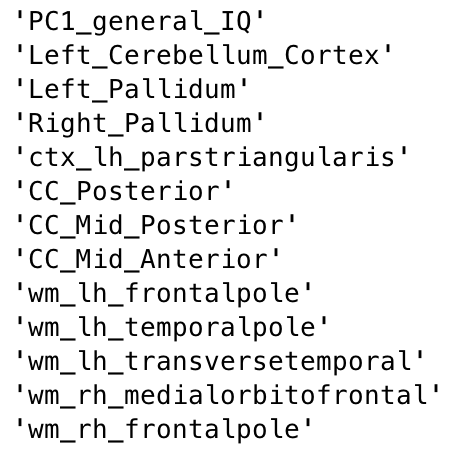 'PC1_general_IQ'
'Left_Cerebellum_Cortex'
'Left_Pallidum'
'Right_Pallidum'
'ctx_lh_parstriangularis'
'CC_Posterior'
'CC_Mid_Posterior'
'CC_Mid_Anterior'
'wm_lh_frontalpole'
'wm_lh_temporalpole'
'wm_lh_transversetemporal'
'wm_rh_medialorbitofrontal'
'wm_rh_frontalpole'